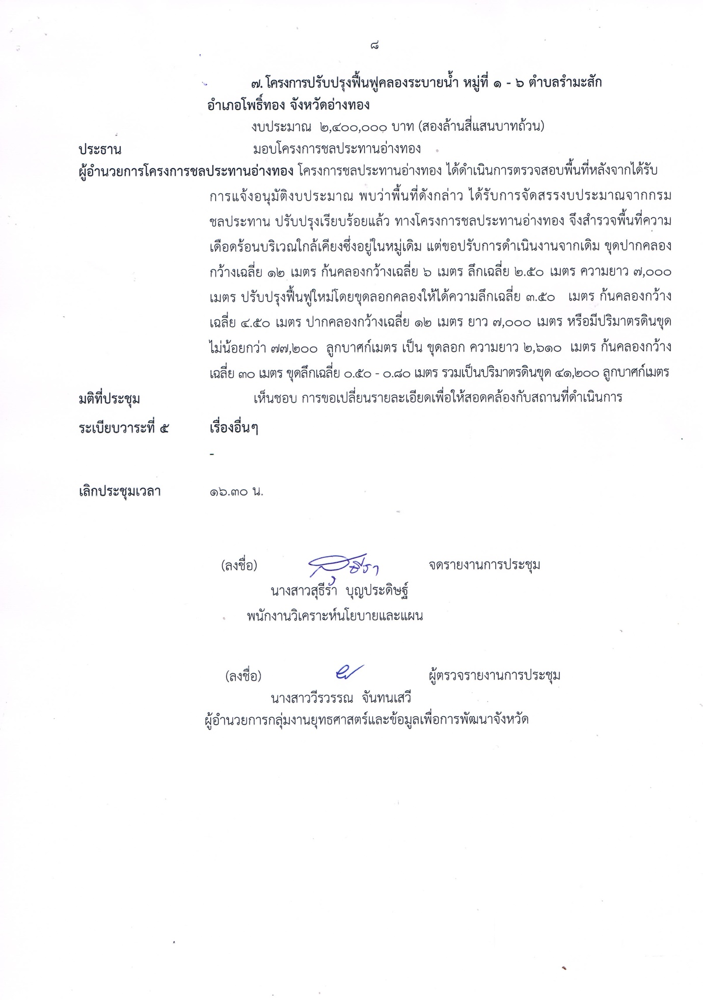 ๘
๗. โครงการปรับปรุงฟื้นฟูคลองระบายน้ำ หมู่ที่ ๑ - ๖ ตำบลรำมะสัก
อำเภอโพธิ์ทอง จังหวัดอ่างทอง
งบประมาณ ๒,๔๐๐,๐๐๐ บาท (สองล้านสี่แสนบาทถ้วน)
ประธาน มอบโครงการชลประทานอ่างทอง
ผู้อำนวยการโครงการชลประทานอ่างทอง โครงการชลประทานอ่างทอง ได้ดำเนินการตรวจสอบพื้นที่หลังจากได้รับ
การแจ้งอนุมัติงบประมาณ พบว่าพื้นที่ดังกล่าว ได้รับการจัดสรรงบประมาณจากกรม
ชลประทาน ปรับปรุงเรียบร้อยแล้ว ทางโครงการชลประทานอ่างทอง จึงสำรวจพื้นที่ความ
เดือดร้อนบริเวณใกล้เคียงซึ่งอยู่ในหมู่เดิม แต่ขอปรับการดำเนินงานจากเดิม ขุดปากคลอง
กว้างเฉลี่ย ๑๒ เมตร ก้นคลองกว้างเฉลี่ย ๖ เมตร ลึกเฉลี่ย ๒.๕๐ เมตร ความยาว ๗,๐๐๐
เมตร ปรับปรุงฟื้นฟูใหม่โดยขุดลอกคลองให้ได้ความลึกเฉลี่ย ๓.๕๐ เมตร ก้นคลองกว้าง
เฉลี่ย ๔.๕๐ เมตร ปากคลองกว้างเฉลี่ย ๑๒ เมตร ยาว ๗,๐๐๐ เมตร หรือมีปริมาตรดินขุด
ไม่น้อยกว่า ๗๗,๒๐๐ ลูกบาศก์เมตร เป็น ขุดลอก ความยาว ๒,๖๑๐ เมตร ก้นคลองกว้าง
เฉลี่ย ๓๐ เมตร ขุดลึกเฉลี่ย ๐.๕๐ - ๐.๘๐ เมตร รวมเป็นปริมาตรดินขุด ๔๑,๒๐๐ ลูกบาศก์เมตร
มติที่ประชุม เห็นชอบ การขอเปลี่ยนรายละเอียดเพื่อให้สอดคล้องกับสถานที่ดำเนินการ
ระเบียบวาระที่ ๕ เรื่องอื่นๆ
-
เลิกประชุมเวลา ๑๖.๓๐ น.
(ลงชื่อ) สุธีรา จดรายงานการประชุม
นางสาวสุธีรา บุญประดิษฐ์
พนักงานวิเคราะห์นโยบายและแผน
(ลงชื่อ) ผู้ตรวจรายงานการประชุม
นางสาววีรวรรณ จันทนเสวี
ผู้อำนวยการกลุ่มงานยุทธศาสตร์และข้อมูลเพื่อการพัฒนาจังหวัด